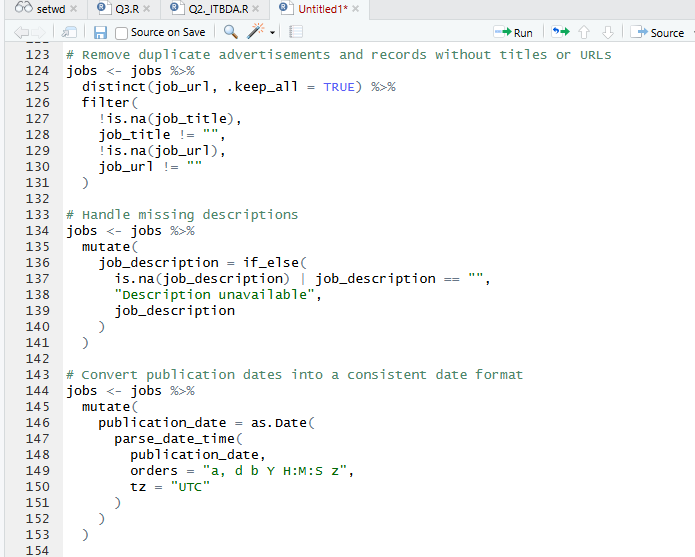 setwd × Q3.R × Q2._ITBDA.R × Untitled1* ×
Source on Save Run Source
123 # Remove duplicate advertisements and records without titles or URLs
124 jobs <- jobs %>%
125   distinct(job_url, .keep_all = TRUE) %>%
126   filter(
127     !is.na(job_title),
128     job_title != "",
129     !is.na(job_url),
130     job_url != ""
131   )
132
133 # Handle missing descriptions
134 jobs <- jobs %>%
135   mutate(
136     job_description = if_else(
137       is.na(job_description) | job_description == "",
138       "Description unavailable",
139       job_description
140     )
141   )
142
143 # Convert publication dates into a consistent date format
144 jobs <- jobs %>%
145   mutate(
146     publication_date = as.Date(
147       parse_date_time(
148         publication_date,
149         orders = "a, d b Y H:M:S z",
150         tz = "UTC"
151       )
152     )
153   )
154